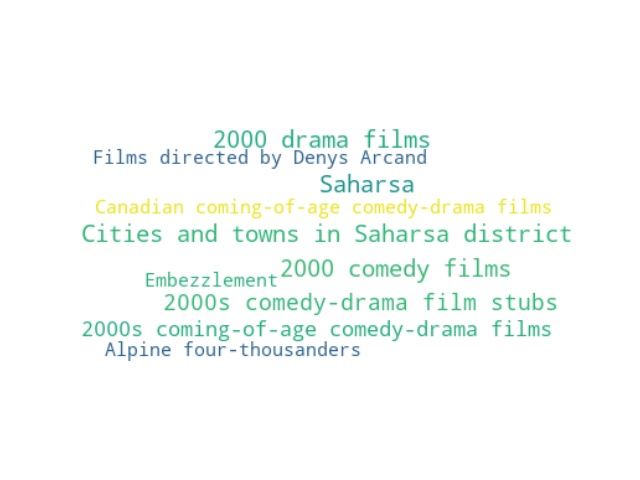 2000 drama films
Films directed by Denys Arcand
Saharsa
Canadian coming-of-age comedy-drama films
Cities and towns in Saharsa district
2000 comedy films
Embezzlement
2000s comedy-drama film stubs
2000s coming-of-age comedy-drama films
Alpine four-thousanders